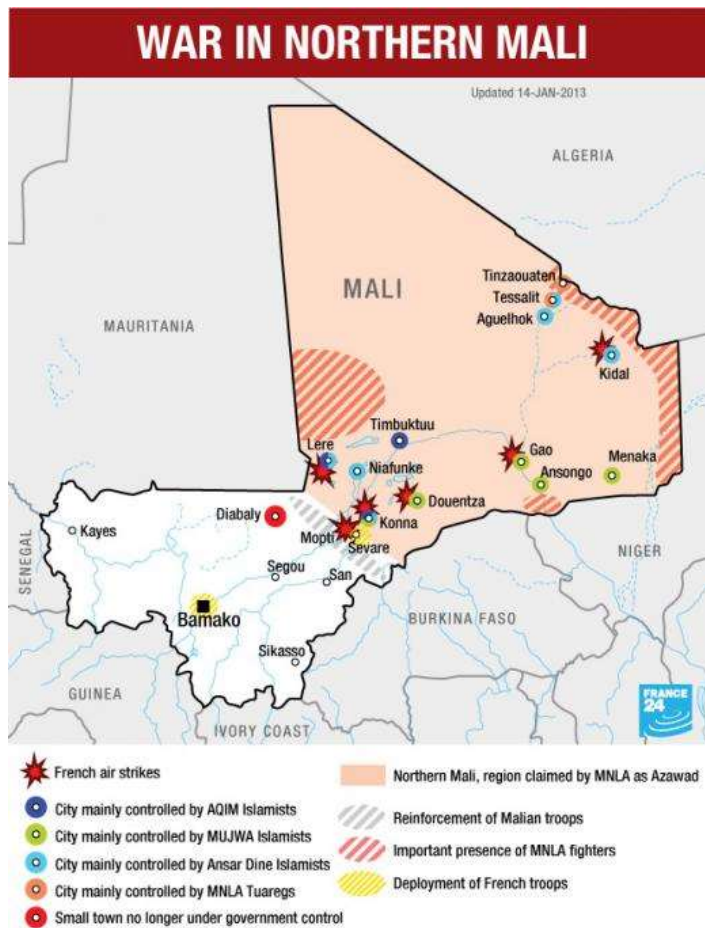 WAR IN NORTHERN MALI
Updated 14-JAN-2013
ALGERIA
Tinzaouaten
MALI
Tessalit
Aguelhok
MAURITANIA
Kidal
Timbuktuu
Lere
Gao
Menaka
Niafunke
Ansongo
Douentza
Diabaly
Konna
Kayes
Mopti
Sevare
NIGER
SENEGAL
Segou
San
Bamako
BURKINA FASO
Sikasso
GUINEA
FRANCE
24
IVORY COAST
French air strikes
City mainly controlled by AQIM Islamists
City mainly controlled by MUJWA Islamists
City mainly controlled by Ansar Dine Islamists
City mainly controlled by MNLA Tuaregs
Small town no longer under government control
Northern Mali, region claimed by MNLA as Azawad
Reinforcement of Malian troops
Important presence of MNLA fighters
Deployment of French troops